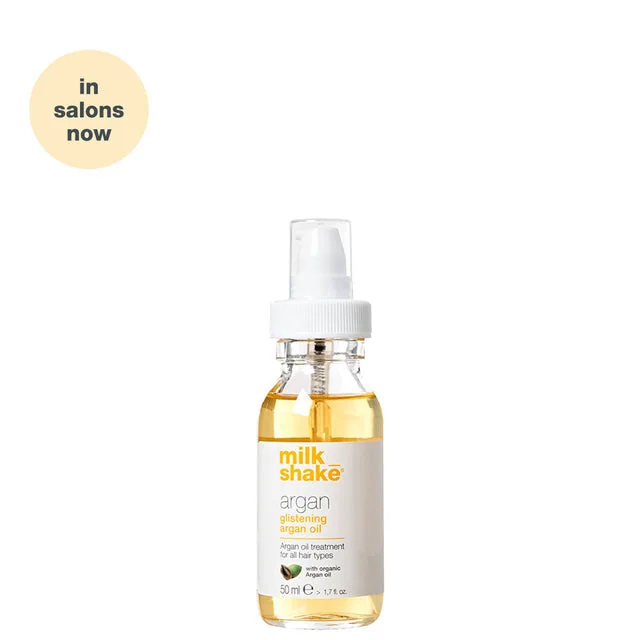 in
salons
now
milk_
shake®
argan
glistening
argan oil
Argan oil treatment
for all hair types
with organic
Argan oil
50 ml ℮ > 1,7 fl. oz.